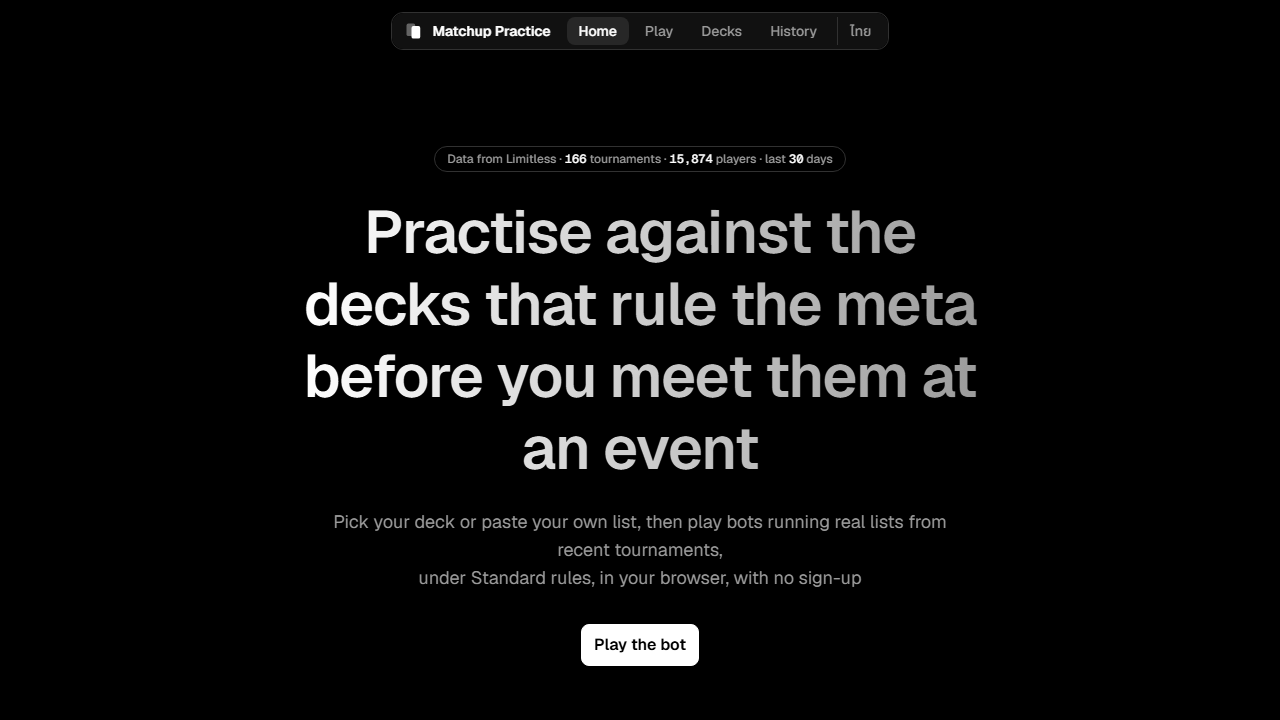 Matchup Practice Home Play Decks History ไทย
Data from Limitless · 166 tournaments · 15,874 players · last 30 days
Practise against the
decks that rule the meta
before you meet them at
an event
Pick your deck or paste your own list, then play bots running real lists from
recent tournaments,
under Standard rules, in your browser, with no sign-up
Play the bot